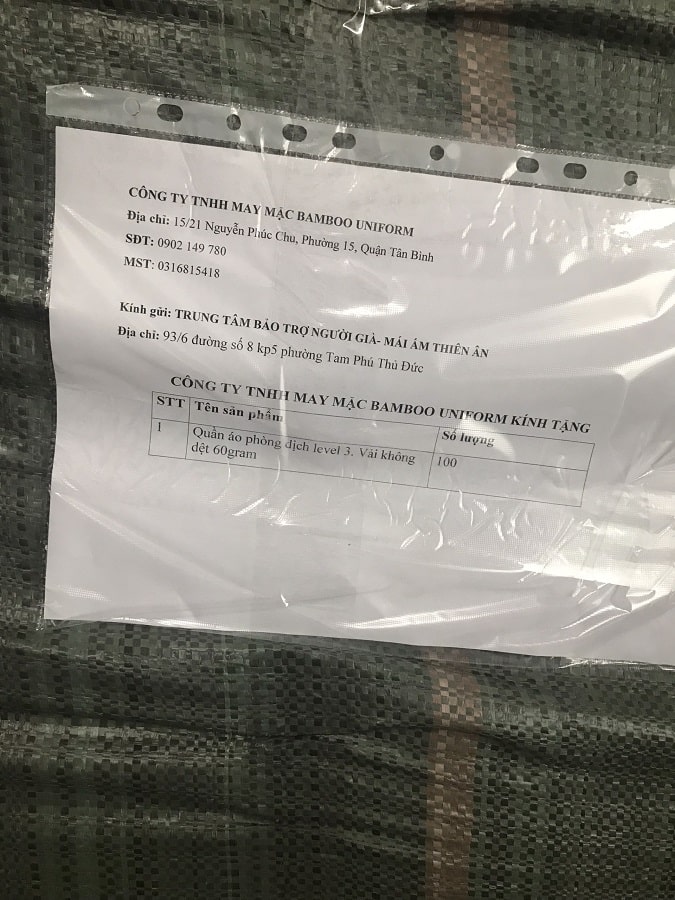 CÔNG TY TNHH MAY MẶC BAMBOO UNIFORM
Địa chỉ: 15/21 Nguyễn Phúc Chu, Phường 15, Quận Tân Bình
SĐT: 0902 149 780
MST: 0316815418
Kính gửi: TRUNG TÂM BẢO TRỢ NGƯỜI GIÀ- MÁI ẤM THIÊN ÂN
Địa chỉ: 93/6 đường số 8 kp5 phường Tam Phú Thủ Đức
CÔNG TY TNHH MAY MẶC BAMBOO UNIFORM KÍNH TẶNG
STT Tên sản phẩm Số lượng
1 Quần áo phòng dịch level 3. Vải không 100
dệt 60gram